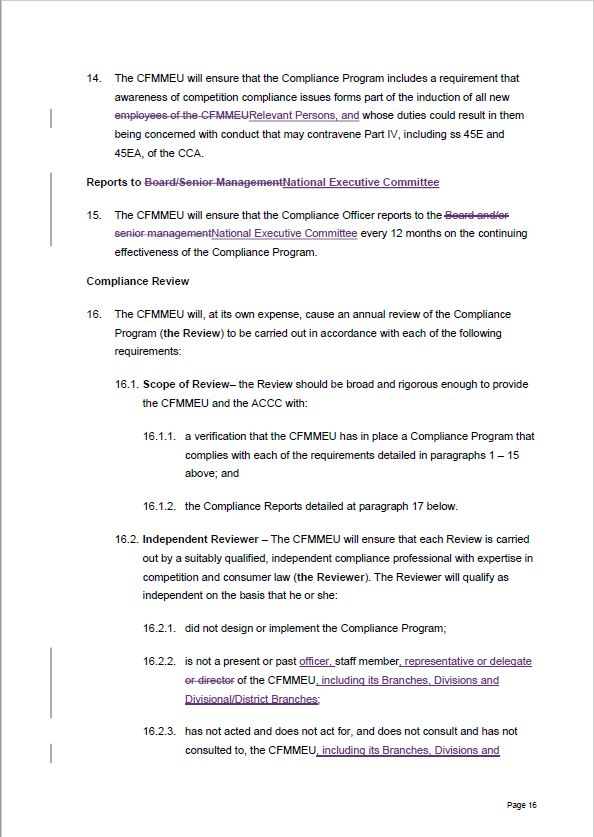 14. The CFMMEU will ensure that the Compliance Program includes a requirement that
awareness of competition compliance issues forms part of the induction of all new
employees of the CFMMEURelevant Persons, and whose duties could result in them
being concerned with conduct that may contravene Part IV, including ss 45E and
45EA, of the CCA.
Reports to Board/Senior ManagementNational Executive Committee
15. The CFMMEU will ensure that the Compliance Officer reports to the Board and/or
senior managementNational Executive Committee every 12 months on the continuing
effectiveness of the Compliance Program.
Compliance Review
16. The CFMMEU will, at its own expense, cause an annual review of the Compliance
Program (the Review) to be carried out in accordance with each of the following
requirements:
16.1. Scope of Review– the Review should be broad and rigorous enough to provide
the CFMMEU and the ACCC with:
16.1.1. a verification that the CFMMEU has in place a Compliance Program that
complies with each of the requirements detailed in paragraphs 1 – 15
above; and
16.1.2. the Compliance Reports detailed at paragraph 17 below.
16.2. Independent Reviewer – The CFMMEU will ensure that each Review is carried
out by a suitably qualified, independent compliance professional with expertise in
competition and consumer law (the Reviewer). The Reviewer will qualify as
independent on the basis that he or she:
16.2.1. did not design or implement the Compliance Program;
16.2.2. is not a present or past officer, staff member, representative or delegate
or director of the CFMMEU, including its Branches, Divisions and
Divisional/District Branches;
16.2.3. has not acted and does not act for, and does not consult and has not
consulted to, the CFMMEU, including its Branches, Divisions and
Page 16